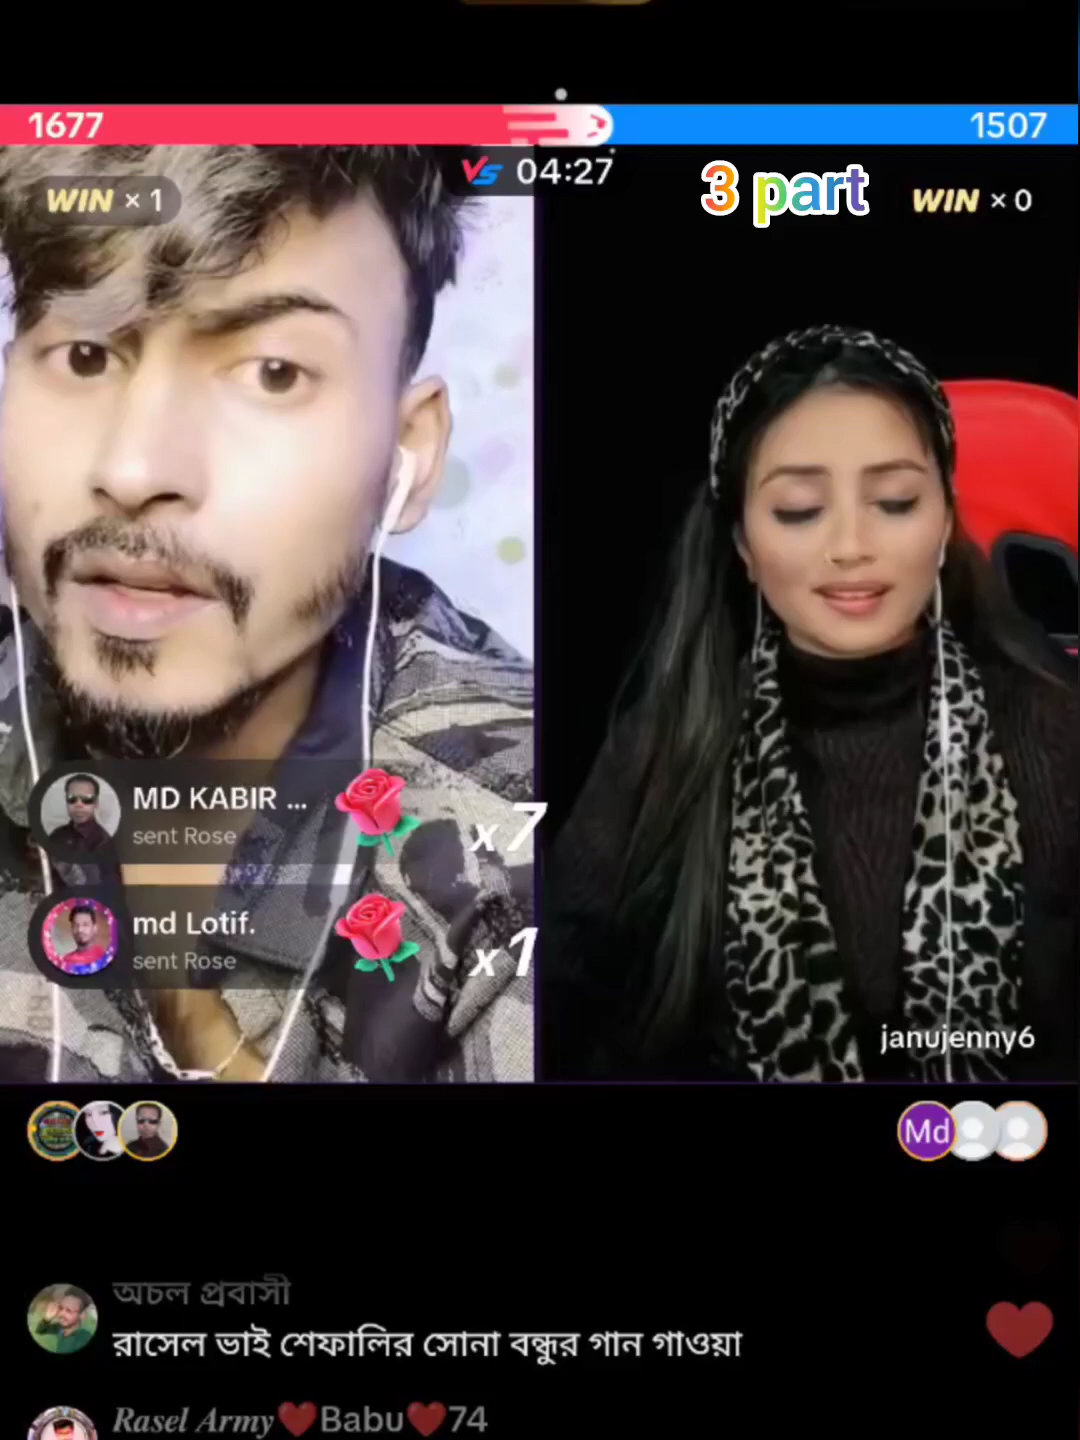 1677
1507
VS 04:27
3 part
WIN × 1
WIN × 0
MD KABIR ...
sent Rose
x7
md Lotif.
sent Rose
x1
janujenny6
Md
অচল প্রবাসী
রাসেল ভাই শেফালির সোনা বন্ধুর গান গাওয়া
Rasel Army❤Babu❤74